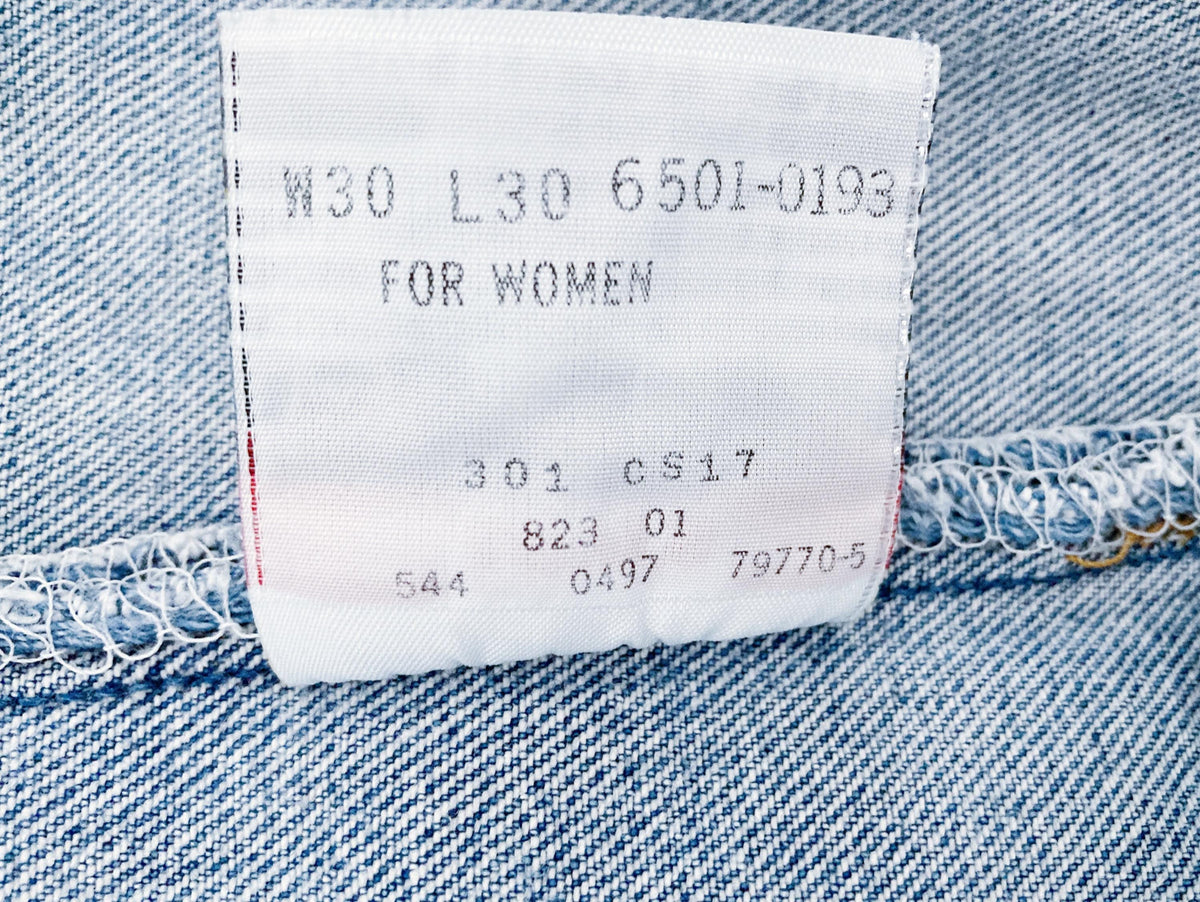 W30 L30 6501-0193
FOR WOMEN
301 CS17
823 01
544 0497 79770-5